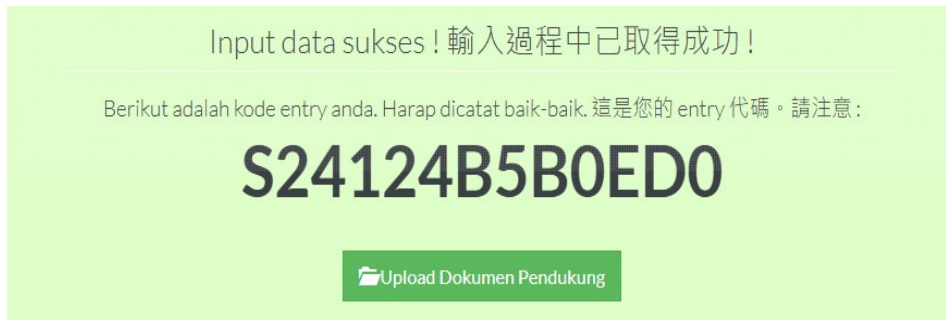 Input data sukses ! 輸入過程中已取得成功 !
Berikut adalah kode entry anda. Harap dicatat baik-baik. 這是您的 entry 代碼。請注意 :
S24124B5B0ED0
Upload Dokumen Pendukung